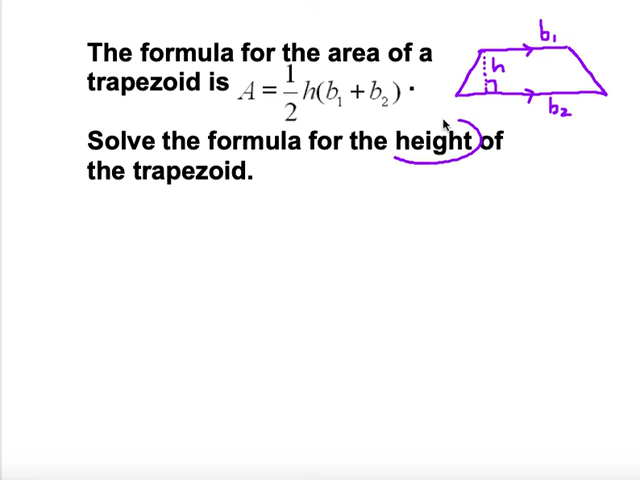 The formula for the area of a
trapezoid is A = 1/2 h(b₁ + b₂) .
Solve the formula for the height of
the trapezoid.
b₁
h
b₂